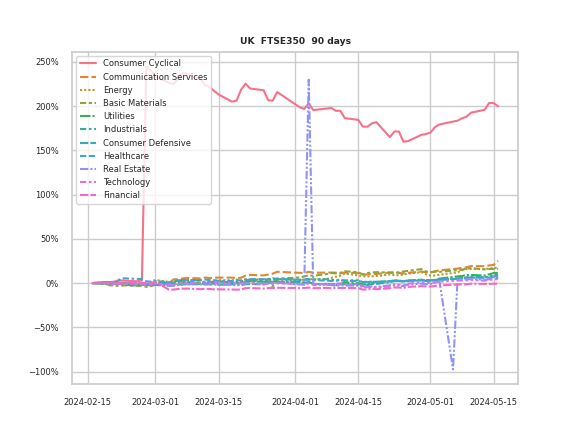 UK FTSE350 90 days
250%
200%
150%
100%
50%
0%
−50%
−100%
Consumer Cyclical
Communication Services
Energy
Basic Materials
Utilities
Industrials
Consumer Defensive
Healthcare
Real Estate
Technology
Financial
2024-02-15 2024-03-01 2024-03-15 2024-04-01 2024-04-15 2024-05-01 2024-05-15